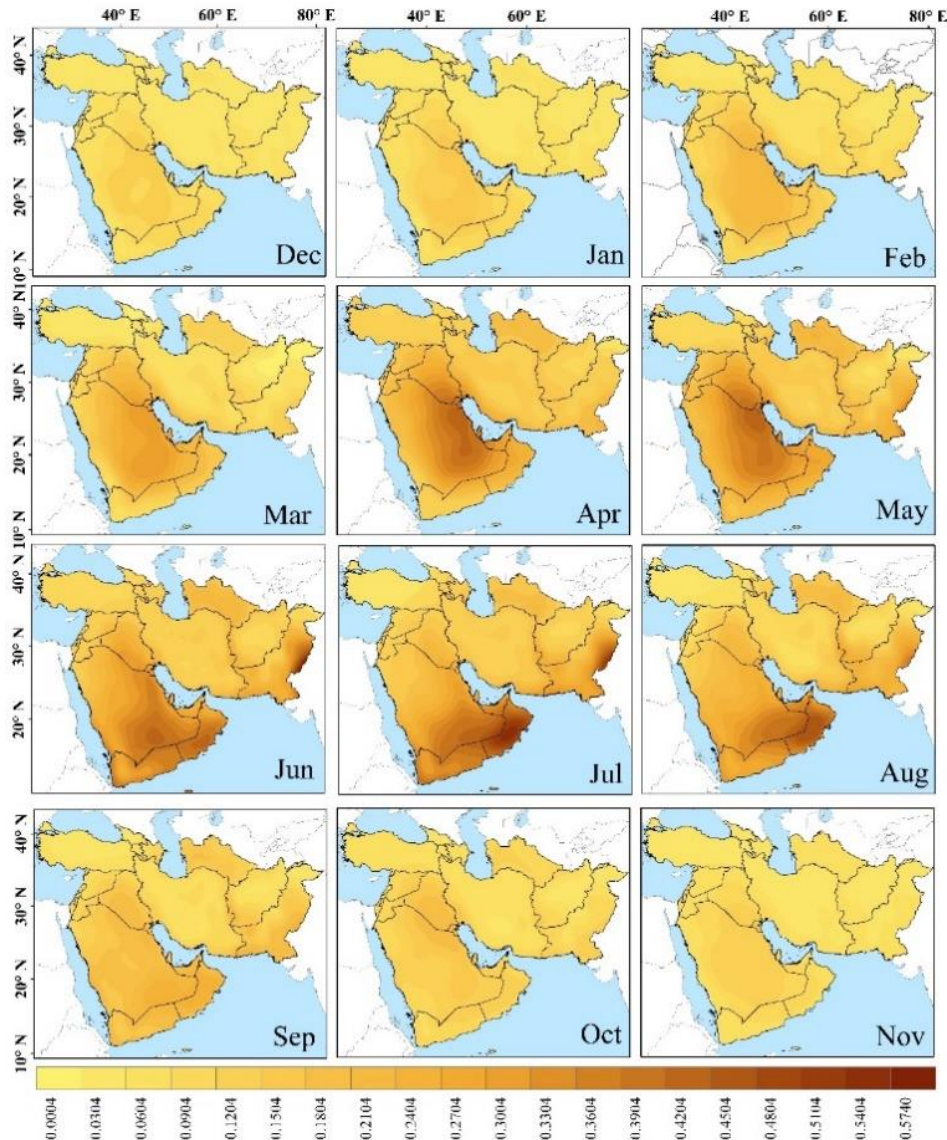 40° E 60° E 80° E 40° E 60° E 40° E 60° E 80° E
40° N
30° N
20° N
10° N
Dec Jan Feb
40° N
30° N
20° N
10° N
Mar Apr May
40° N
30° N
20° N
Jun Jul Aug
40° N
30° N
20° N
10° N
Sep Oct Nov
0.0004 0.0304 0.0604 0.0904 0.1204 0.1504 0.1804 0.2104 0.2404 0.2704 0.3004 0.3304 0.3604 0.3904 0.4204 0.4504 0.4804 0.5104 0.5404 0.5740